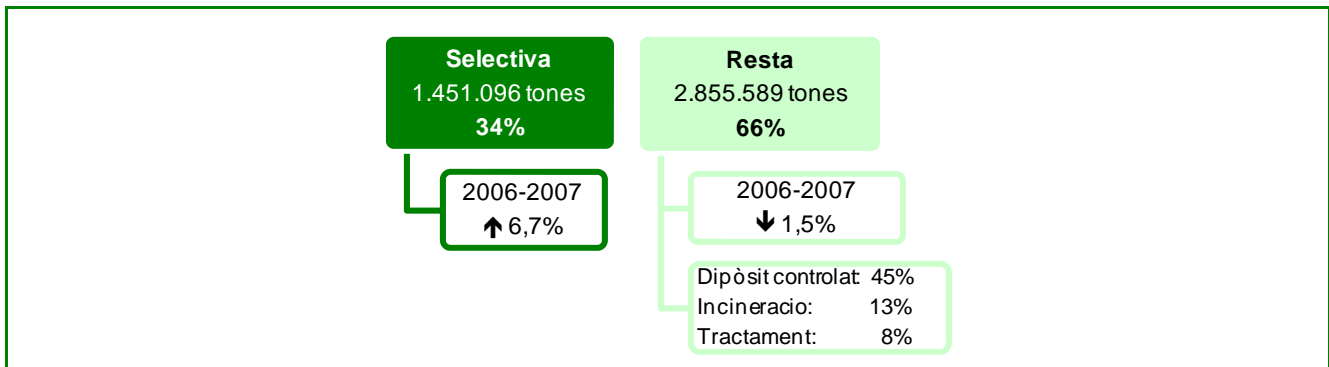 Selectiva
1.451.096 tones
34%
2006-2007
↑ 6,7%
Resta
2.855.589 tones
66%
2006-2007
↓ 1,5%
Dipòsit controlat: 45%
Incineracio: 13%
Tractament: 8%